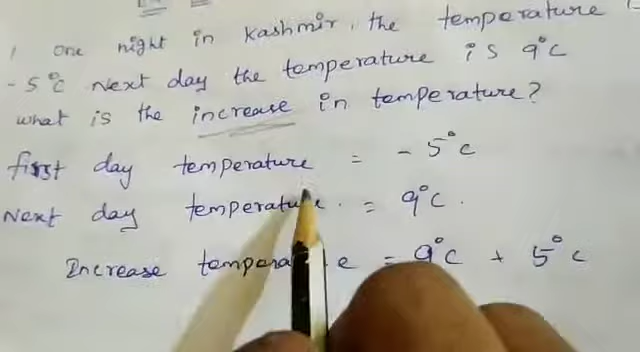 1 one night in Kashmir, the temperature
-5°C Next day the temperature is 9°C
what is the increase in temperature?
first day temperature = -5°C
Next day temperature. = 9°C.
Increase temperature = 9°C + 5°C